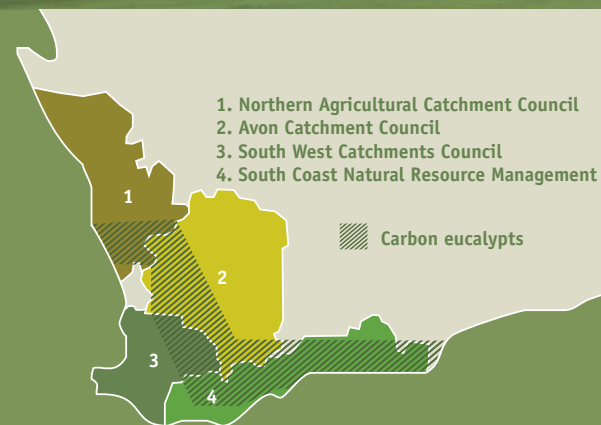 1. Northern Agricultural Catchment Council
2. Avon Catchment Council
3. South West Catchments Council
4. South Coast Natural Resource Management
1
Carbon eucalypts
2
3
4